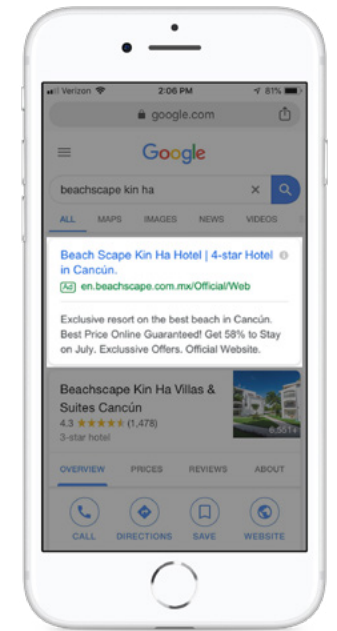 Verizon 2:06 PM 81%
google.com
Google
beachscape kin ha
ALL MAPS IMAGES NEWS VIDEOS
Beach Scape Kin Ha Hotel | 4-star Hotel
in Cancún.
Ad en.beachscape.com.mx/Official/Web
Exclusive resort on the best beach in Cancún.
Best Price Online Guaranteed! Get 58% to Stay
on July. Exclussive Offers. Official Website.
Beachscape Kin Ha Villas &
Suites Cancún
4.3 ★★★★★ (1,478)
3-star hotel
6,551+
OVERVIEW PRICES REVIEWS ABOUT
CALL DIRECTIONS SAVE WEBSITE